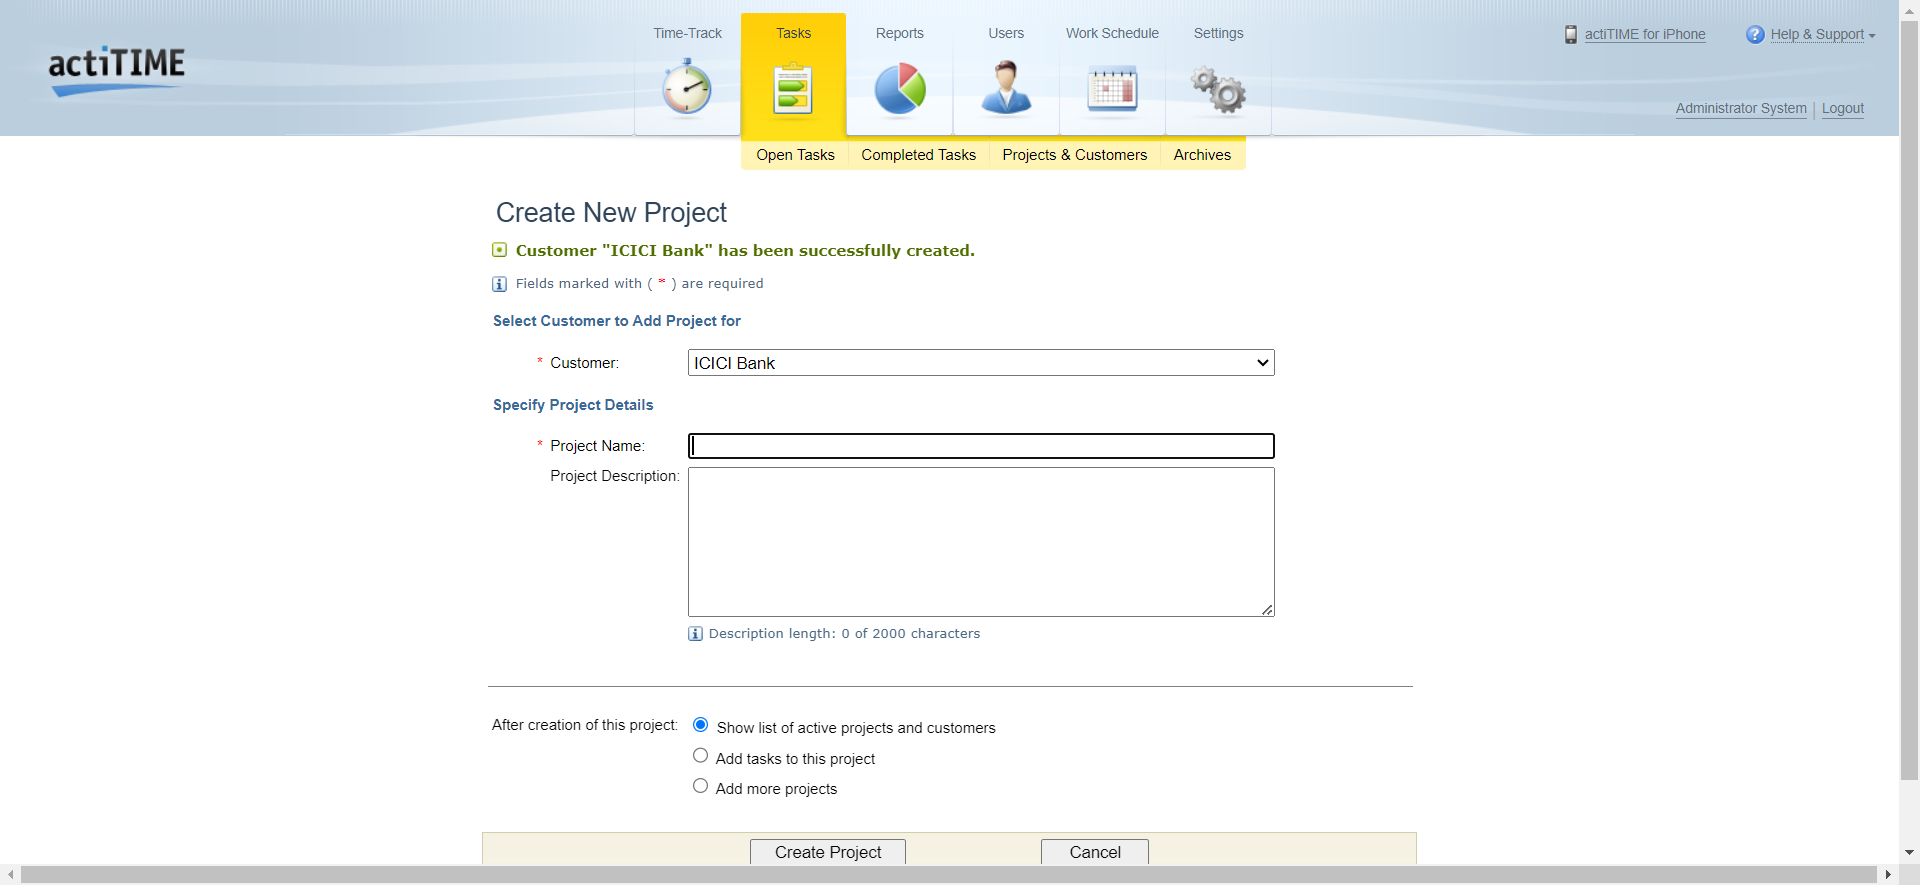 actiTIME
Time-Track
Tasks
Reports
Users
Work Schedule
Settings
actiTIME for iPhone
Help & Support
Administrator System | Logout
Open Tasks
Completed Tasks
Projects & Customers
Archives
Create New Project
Customer "ICICI Bank" has been successfully created.
Fields marked with ( * ) are required
Select Customer to Add Project for
* Customer: ICICI Bank
Specify Project Details
* Project Name:
Project Description:
Description length: 0 of 2000 characters
After creation of this project: Show list of active projects and customers
Add tasks to this project
Add more projects
Create Project
Cancel